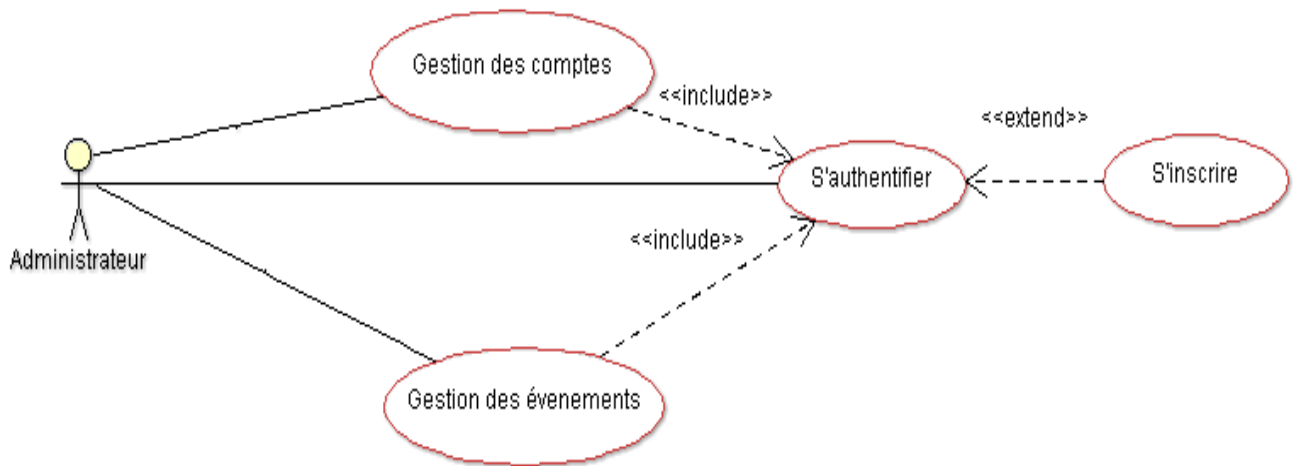 Gestion des comptes
<<include>>
<<extend>>
S'authentifier
S'inscrire
<<include>>
Administrateur
Gestion des évenements